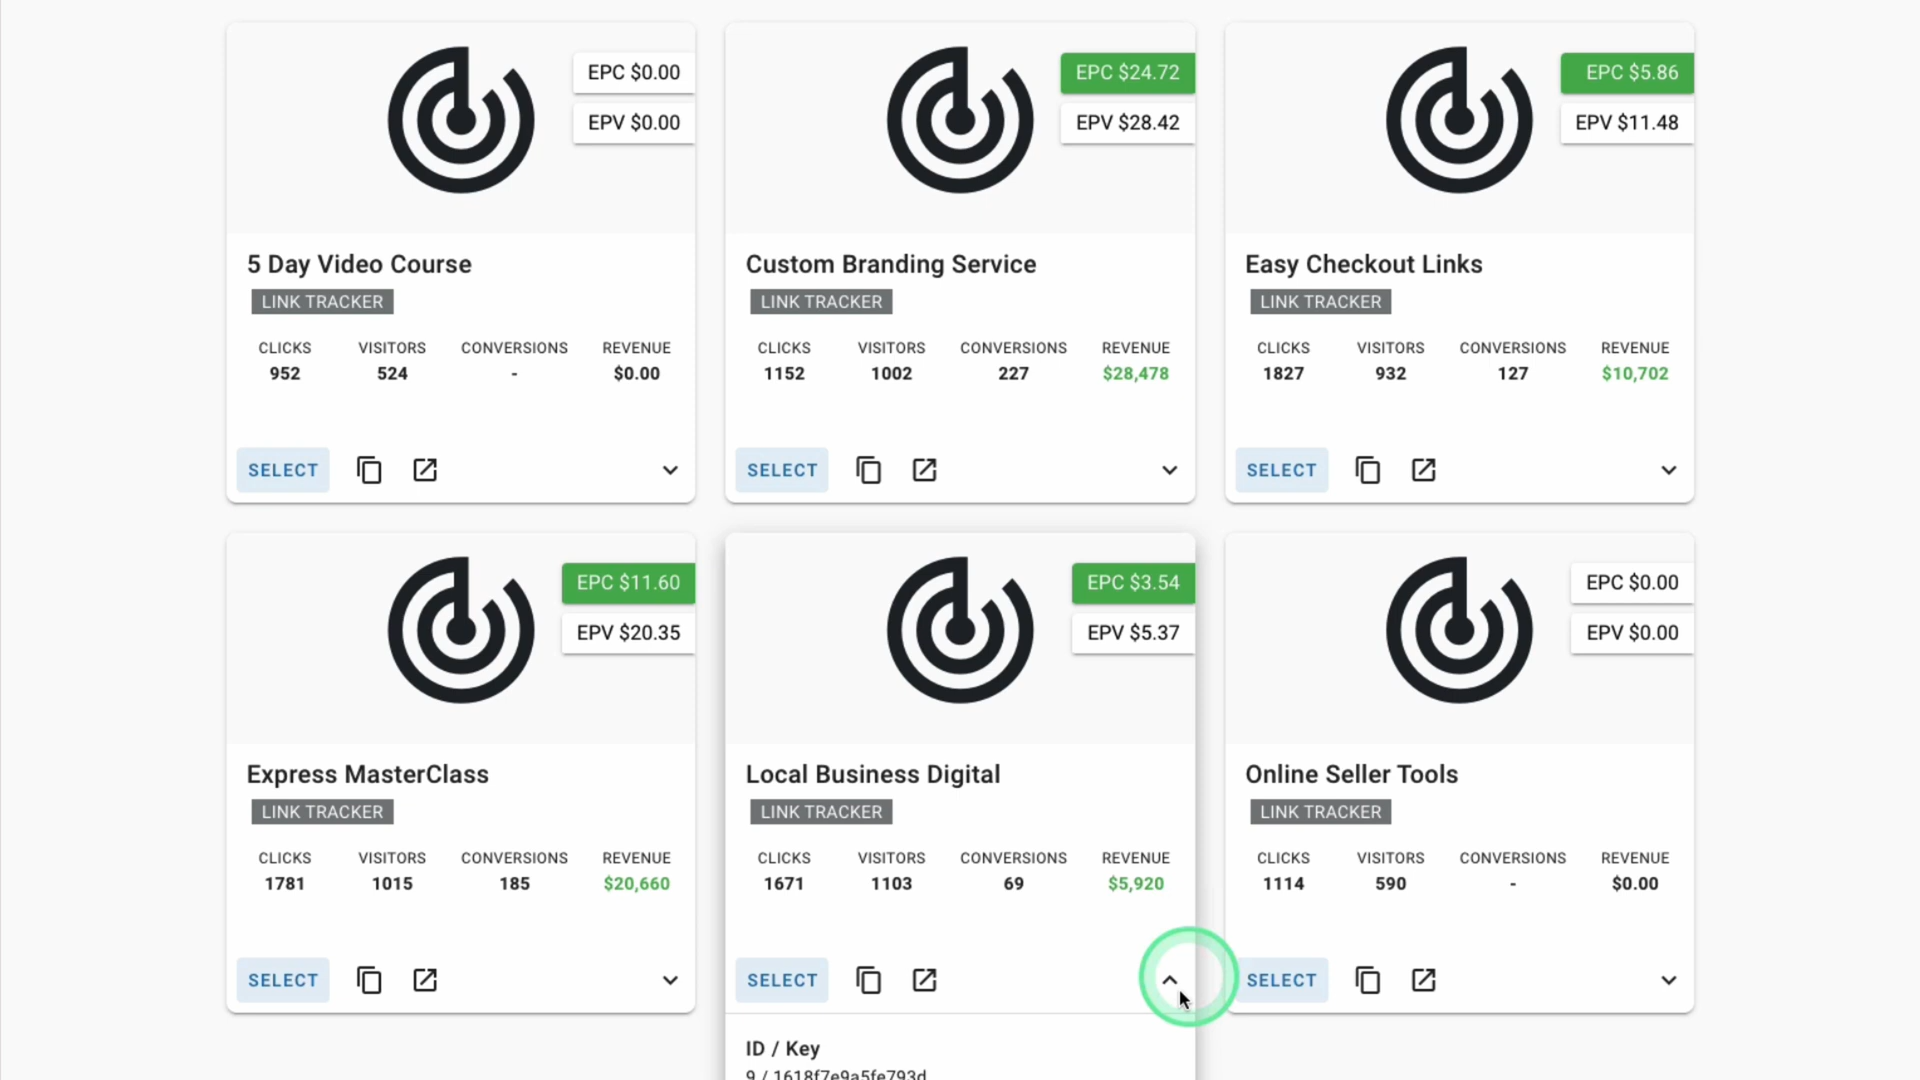 EPC $0.00
EPV $0.00
5 Day Video Course
LINK TRACKER
CLICKS VISITORS CONVERSIONS REVENUE
952 524 - $0.00
SELECT
EPC $24.72
EPV $28.42
Custom Branding Service
LINK TRACKER
CLICKS VISITORS CONVERSIONS REVENUE
1152 1002 227 $28,478
SELECT
EPC $5.86
EPV $11.48
Easy Checkout Links
LINK TRACKER
CLICKS VISITORS CONVERSIONS REVENUE
1827 932 127 $10,702
SELECT
EPC $11.60
EPV $20.35
Express MasterClass
LINK TRACKER
CLICKS VISITORS CONVERSIONS REVENUE
1781 1015 185 $20,660
SELECT
EPC $3.54
EPV $5.37
Local Business Digital
LINK TRACKER
CLICKS VISITORS CONVERSIONS REVENUE
1671 1103 69 $5,920
SELECT
ID / Key
9 / 1618f7e9a5fe793d
EPC $0.00
EPV $0.00
Online Seller Tools
LINK TRACKER
CLICKS VISITORS CONVERSIONS REVENUE
1114 590 - $0.00
SELECT